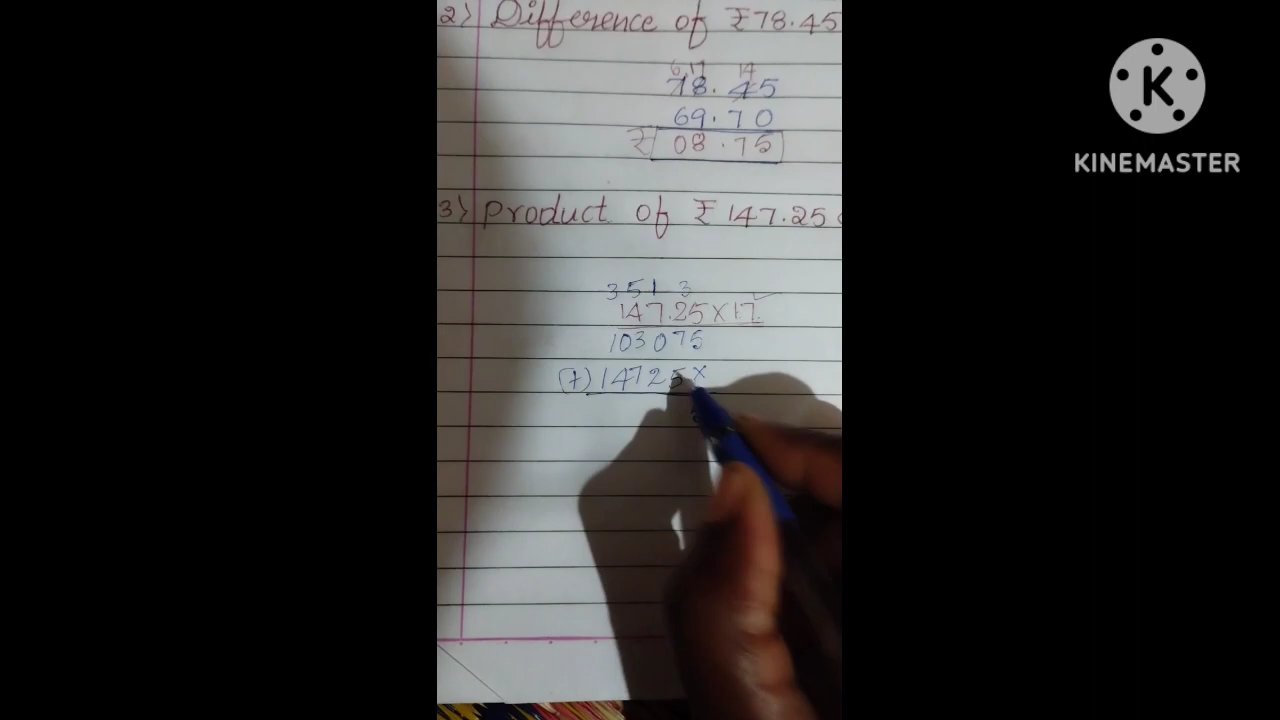 2) Difference of ₹78.45
6 17 14
78.45
69.70
₹ 08.75
3) Product of ₹147.25
3 5 1 3
147.25×17
103075
(+) 14725×
K
KINEMASTER